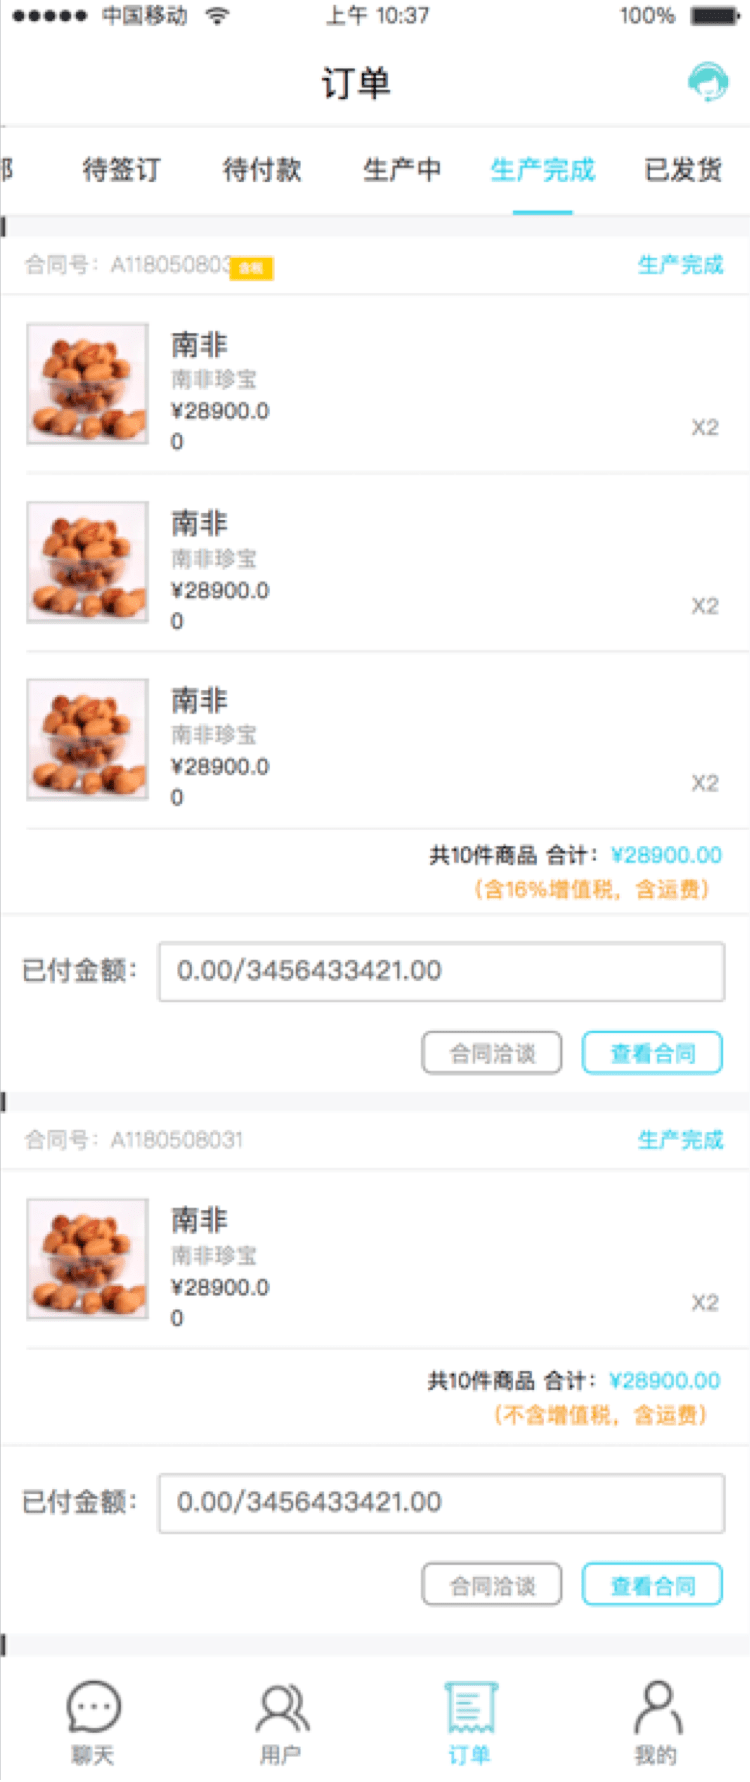 中国移动 上午 10:37 100%
订单
待签订 待付款 生产中 生产完成 已发货
合同号：A118050803 含税 生产完成
南非
南非珍宝
¥28900.0
0 X2
南非
南非珍宝
¥28900.0
0 X2
南非
南非珍宝
¥28900.0
0 X2
共10件商品 合计：¥28900.00
（含16%增值税，含运费）
已付金额： 0.00/3456433421.00
合同洽谈 查看合同
合同号：A1180508031 生产完成
南非
南非珍宝
¥28900.0
0 X2
共10件商品 合计：¥28900.00
（不含增值税，含运费）
已付金额： 0.00/3456433421.00
合同洽谈 查看合同
聊天 用户 订单 我的